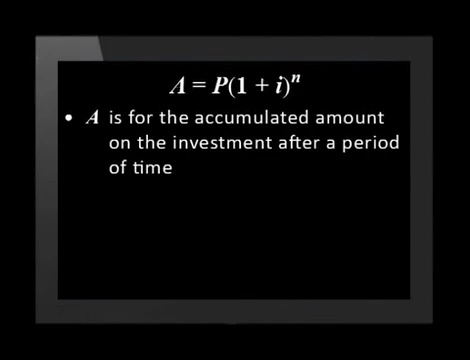 A = P(1 + i)ⁿ
• A is for the accumulated amount
on the investment after a period
of time